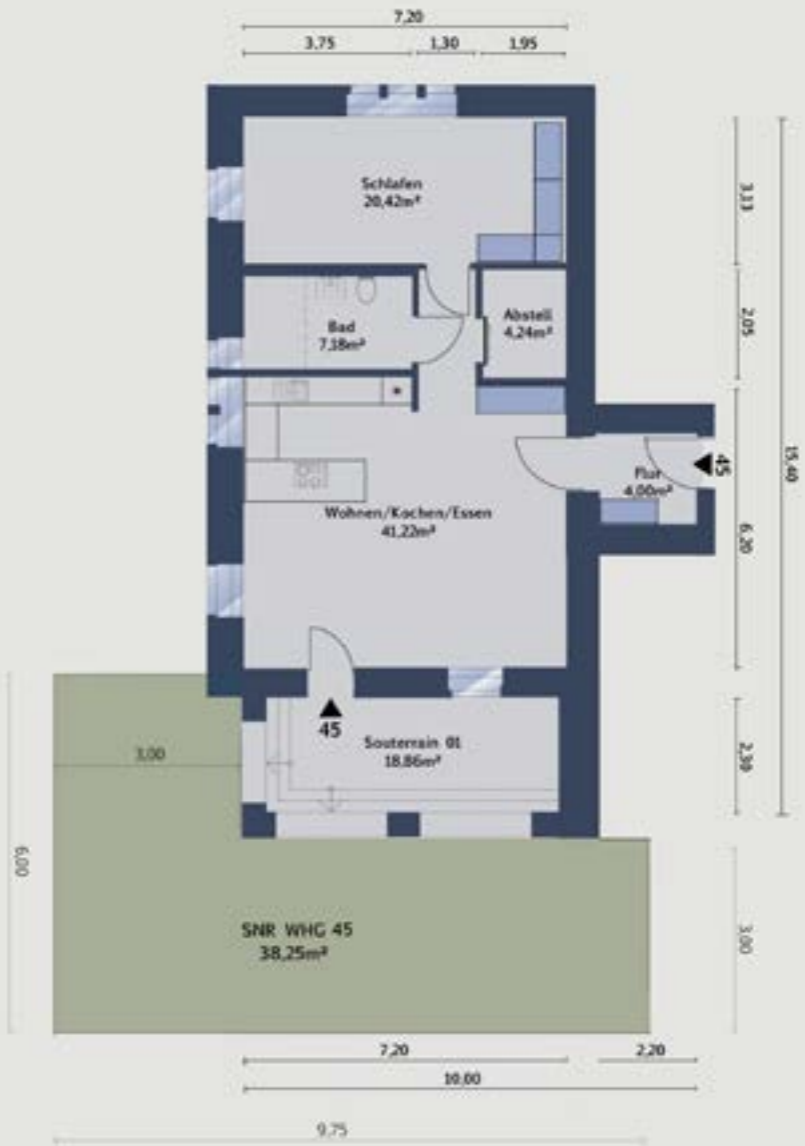 7,20
3,75 1,30 1,95
Schlafen
20,42m²
3,13
Bad
7,18m²
Abstell
4,24m²
2,05
15,40
45
Flur
4,00m²
Wohnen/Kochen/Essen
41,22m²
6,20
45
Souterrain 01
18,86m²
2,30
3,00
6,00
SNR WHG 45
38,25m²
3,00
7,20 2,20
10,00
9,75